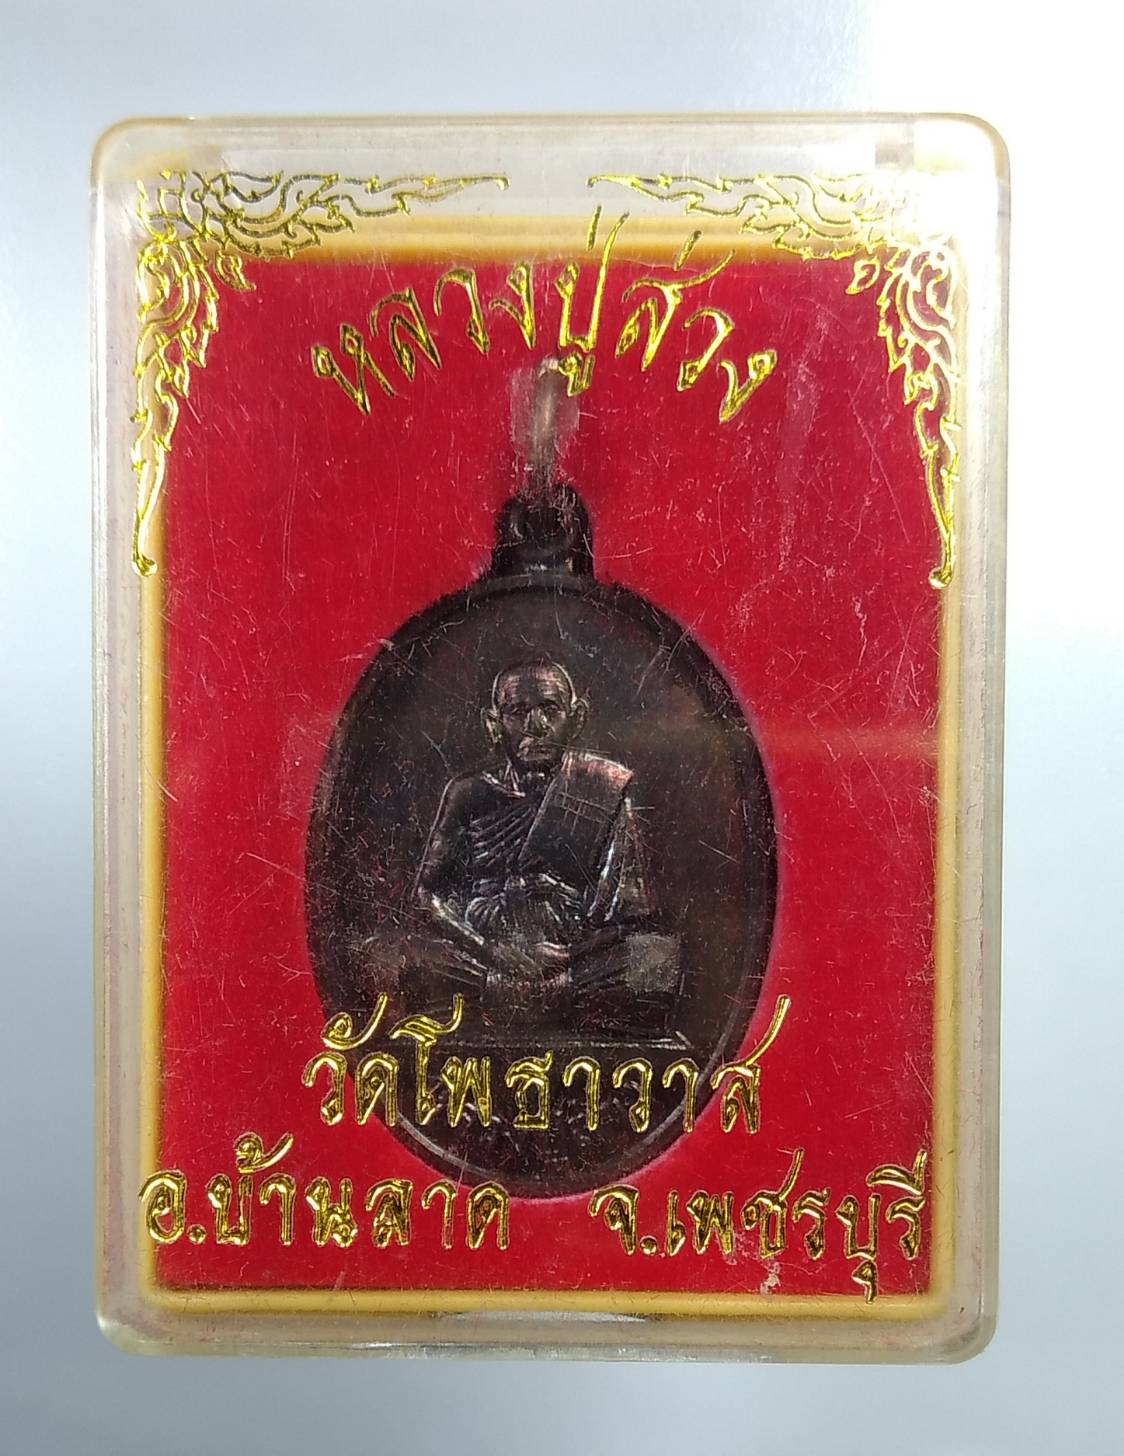 หลวงปู่ส่วง
วัดโพธาวาส
อ.บ้านลาด จ.เพชรบุรี